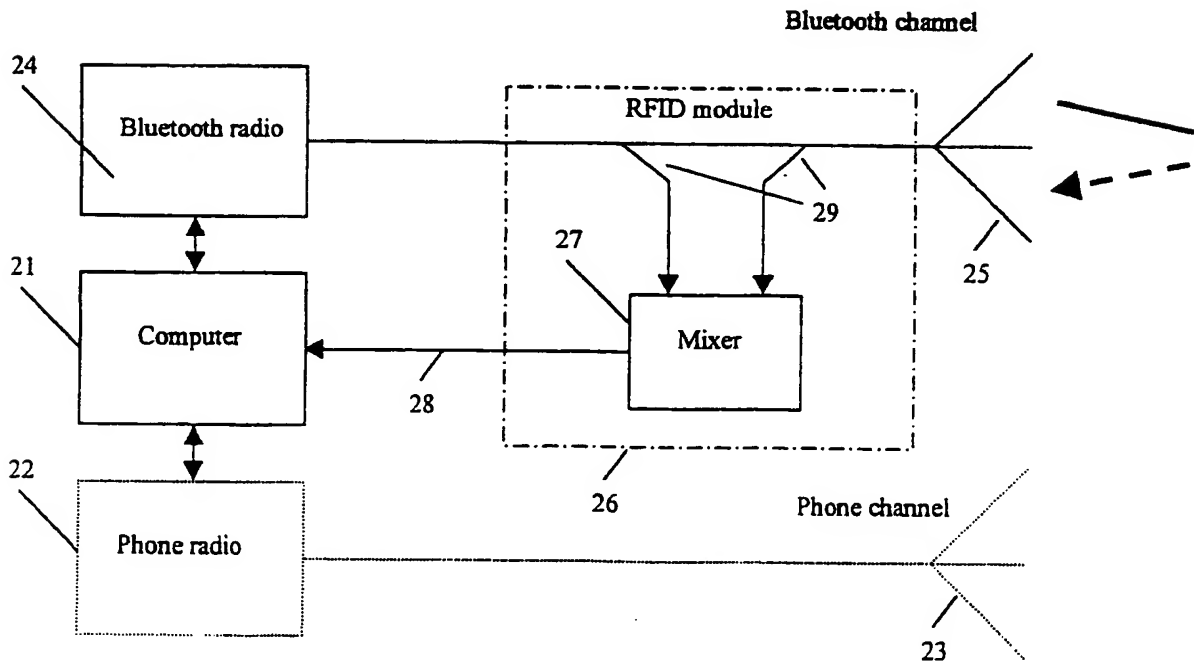 Bluetooth channel
24
Bluetooth radio
RFID module
29
27
25
21
Computer
Mixer
28
22
26
Phone channel
Phone radio
23